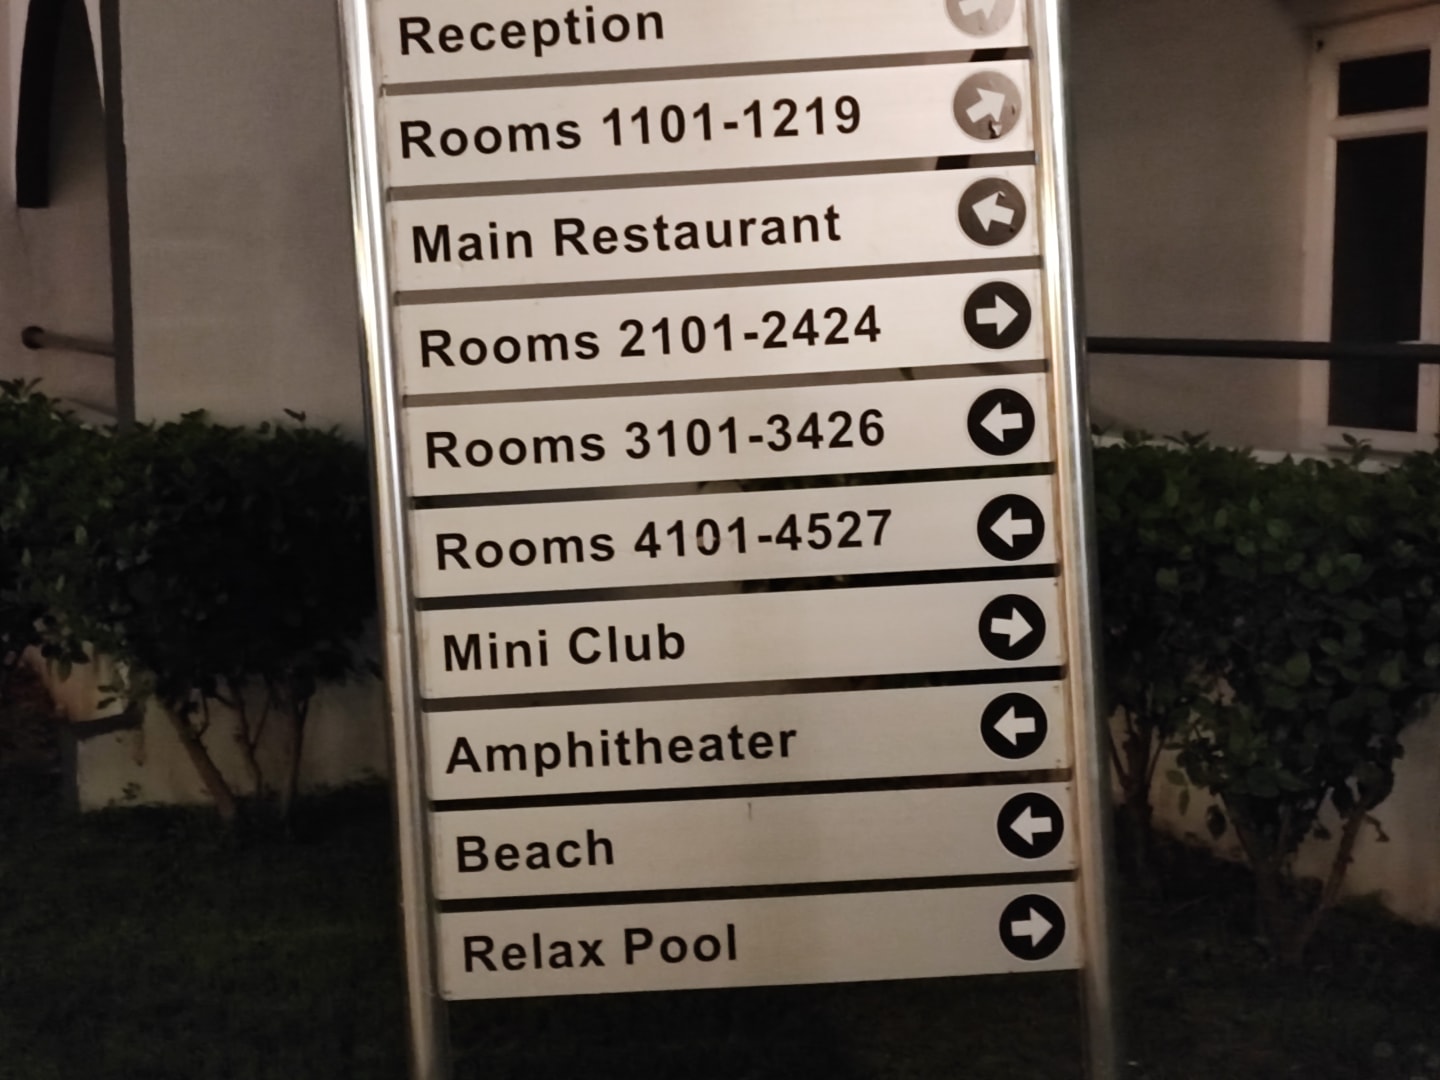 Reception
Rooms 1101-1219
Main Restaurant
Rooms 2101-2424
Rooms 3101-3426
Rooms 4101-4527
Mini Club
Amphitheater
Beach
Relax Pool